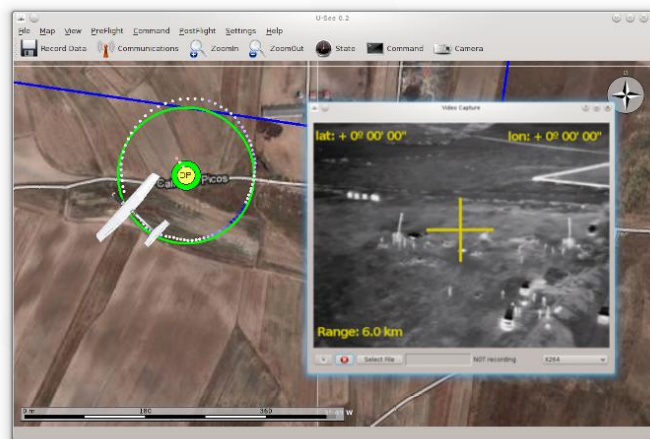 U-See 0.2
File Map View PreFlight Command PostFlight Settings Help
Record Data Communications ZoomIn ZoomOut State Command Camera
Video Capture
lat: + 0º 00' 00" lon: + 0º 00' 00"
Picos
Range: 6.0 km
Select File NOT recording X264
0 m 180 360